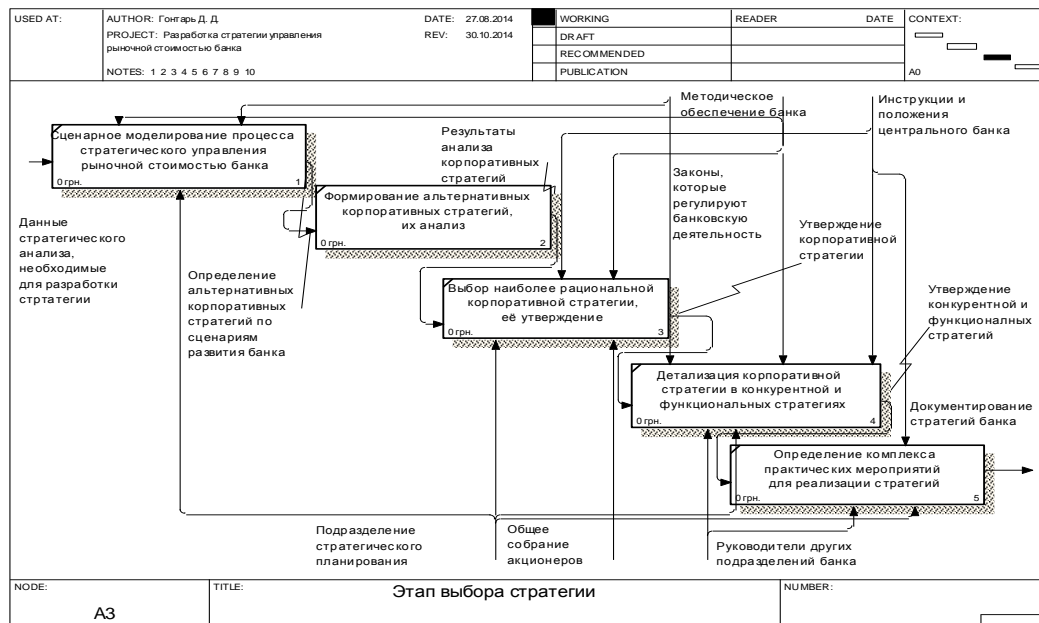 USED AT:
AUTHOR: Гонтарь Д. Д.
PROJECT: Разработка стратегии управления
рыночной стоимостью банка
NOTES: 1 2 3 4 5 6 7 8 9 10
DATE: 27.08.2014
REV: 30.10.2014
WORKING
DRAFT
RECOMMENDED
PUBLICATION
READER DATE
CONTEXT:
A0
Сценарное моделирование процесса
стратегического управления
рыночной стоимостью банка
0 грн. 1
Результаты
анализа
корпоративных
стратегий
Методическое
обеспечение банка
Инструкции и
положения
центрального банка
Формирование альтернативных
корпоративных стратегий,
их анализ
0 грн. 2
Законы,
которые
регулируют
банковскую
деятельность
Данные
стратегического
анализа,
необходимые
для разработки
стртатегии
Утверждение
корпоративной
стратегии
Определение
альтернативных
корпоративных
стратегий по
сценариям
развития банка
Выбор наиболее рациональной
корпоративной стратегии,
её утверждение
0 грн. 3
Утверждение
конкурентной и
функционалных
стратегий
Детализация корпоративной
стратегии в конкурентной и
функциональных стратегиях
0 грн. 4
Документирование
стратегий банка
Определение комплекса
практических мероприятий
для реализации стратегий
0 грн. 5
Подразделение
стратегического
планирования
Общее
собрание
акционеров
Руководители других
подразделений банка
NODE:
A3
TITLE:
Этап выбора стратегии
NUMBER: